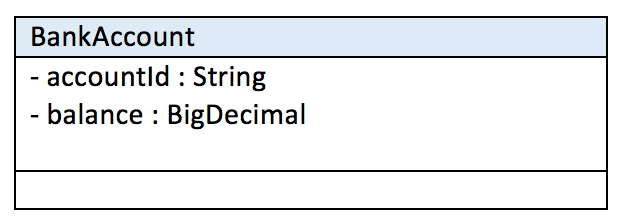 BankAccount
- accountId : String
- balance : BigDecimal